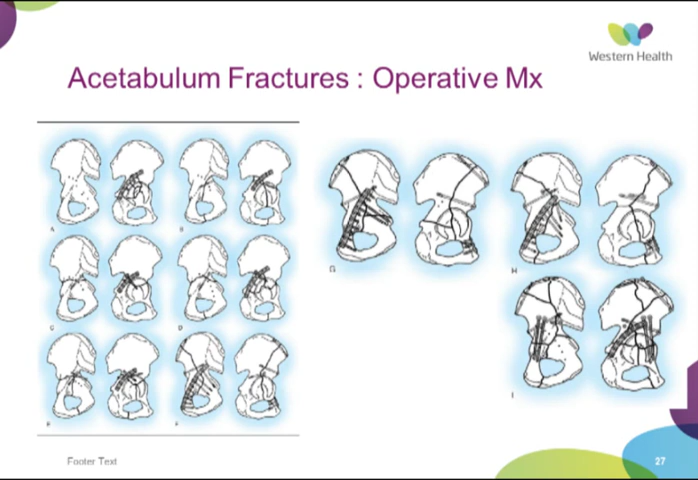 Western Health
Acetabulum Fractures : Operative Mx
A
B
C
D
E
F
G
H
I
Footer Text
27